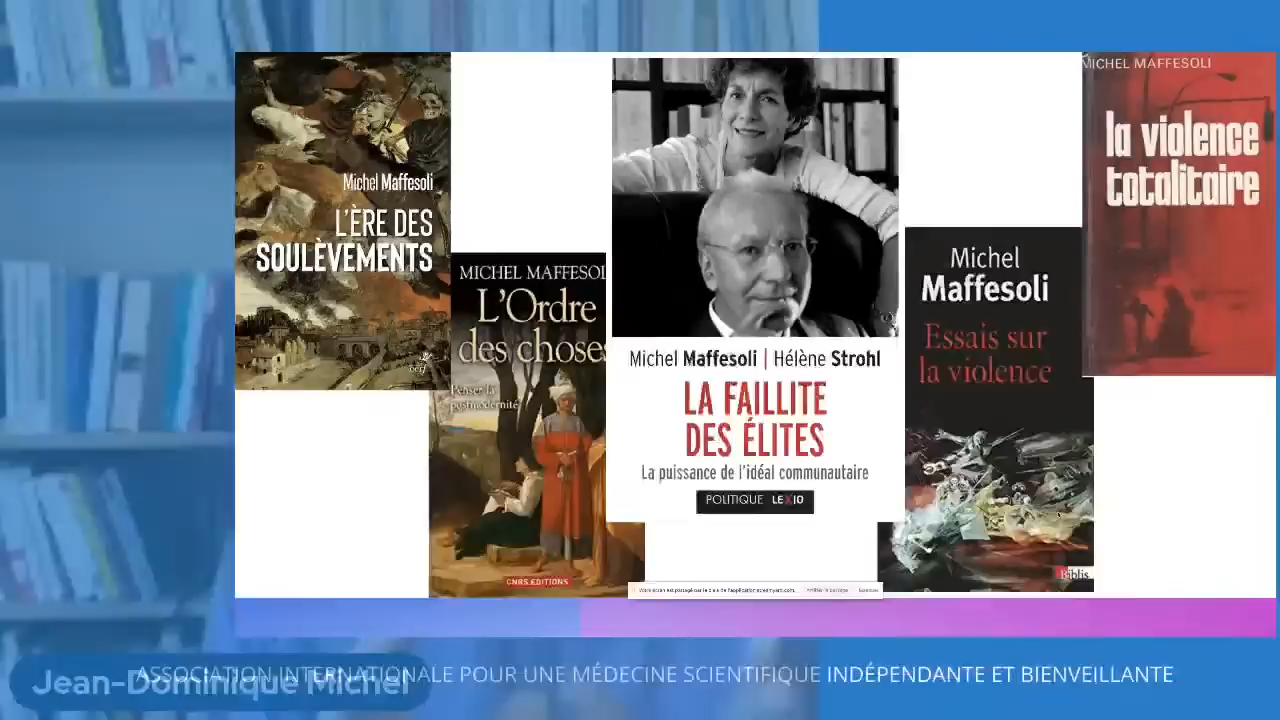 Michel Maffesoli
L'ÈRE DES
SOULÈVEMENTS
cerf
MICHEL MAFFESOL
L'Ordre
des choses
Penser la
postmodernité
CNRS EDITIONS
Michel Maffesoli | Hélène Strohl
LA FAILLITE
DES ÉLITES
La puissance de l'idéal communautaire
POLITIQUE LEXIO
Michel
Maffesoli
Essais sur
la violence
Biblis
MICHEL MAFFESOLI
la violence
totalitaire
ASSOCIATION INTERNATIONALE POUR UNE MÉDECINE SCIENTIFIQUE INDÉPENDANTE ET BIENVEILLANTE
Jean-Dominique Michel